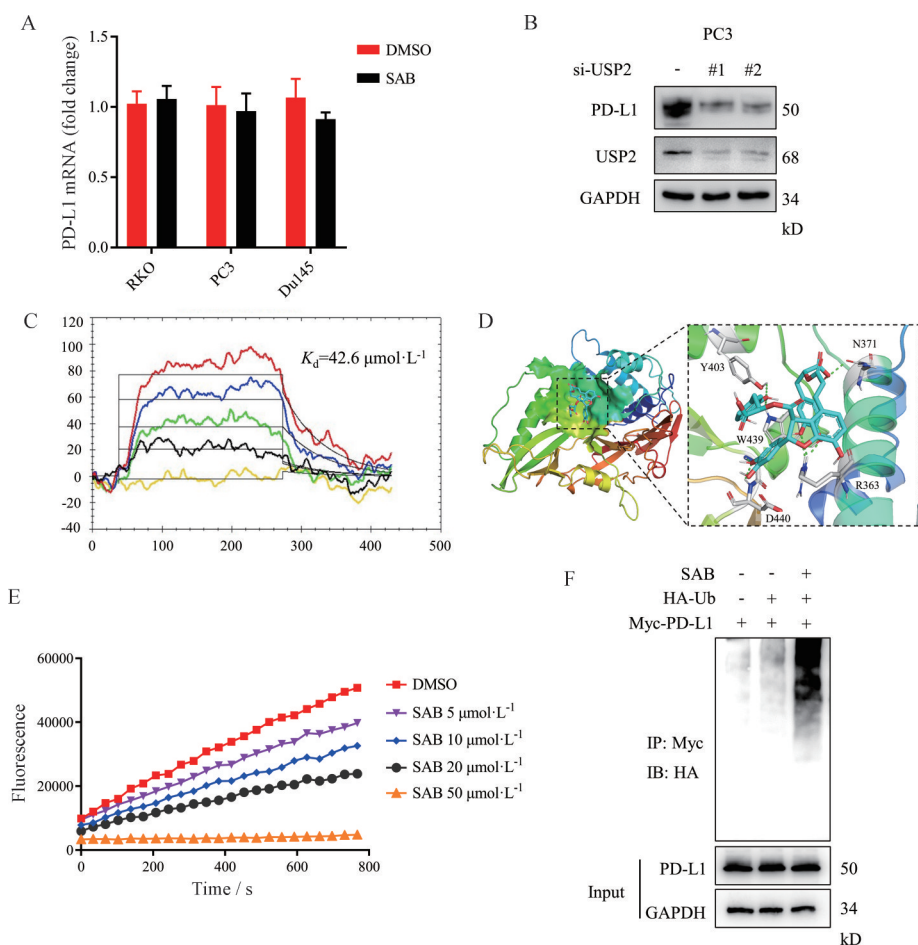 A
PD-L1 mRNA (fold change)
1.5
1.0
0.5
0.0
RKO
PC3
Du145
DMSO
SAB
B
PC3
si-USP2 - #1 #2
PD-L1 50
USP2 68
GAPDH 34
kD
C
120
100
80
60
40
20
0
-20
-40
0 100 200 300 400 500
Kd=42.6 μmol·L⁻¹
D
Y403
N371
W439
R363
D440
E
Fluorescence
60000
40000
20000
0
0 200 400 600 800
Time / s
DMSO
SAB 5 μmol·L⁻¹
SAB 10 μmol·L⁻¹
SAB 20 μmol·L⁻¹
SAB 50 μmol·L⁻¹
F
SAB - - +
HA-Ub - + +
Myc-PD-L1 + + +
IP: Myc
IB: HA
Input
PD-L1 50
GAPDH 34
kD